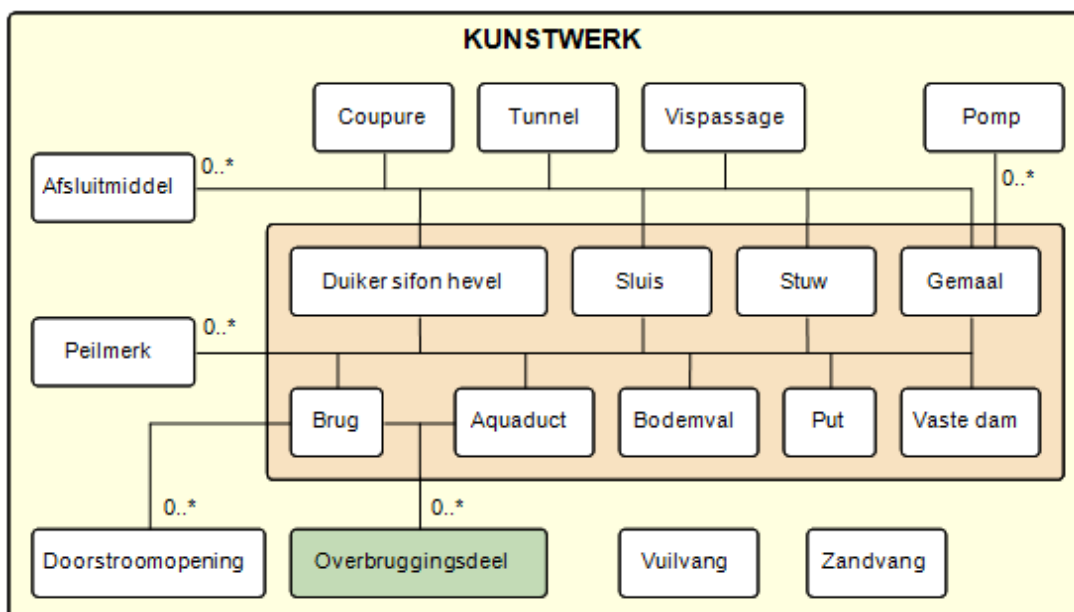 KUNSTWERK
Coupure
Tunnel
Vispassage
Pomp
Afsluitmiddel
0..*
0..*
Duiker sifon hevel
Sluis
Stuw
Gemaal
Peilmerk
0..*
Brug
Aquaduct
Bodemval
Put
Vaste dam
0..*
0..*
Doorstroomopening
Overbruggingsdeel
Vuilvang
Zandvang